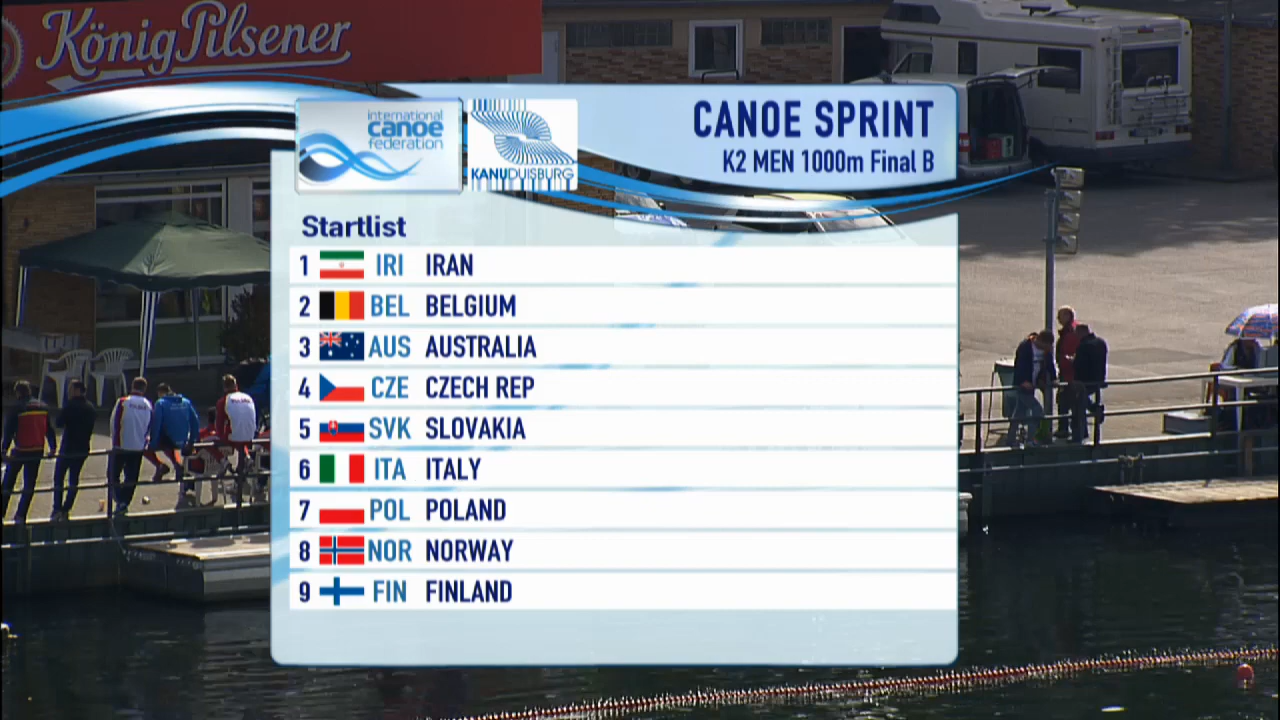 König Pilsener
international
canoe
federation
KANUDUISBURG
CANOE SPRINT
K2 MEN 1000m Final B
Startlist
1 IRI IRAN
2 BEL BELGIUM
3 AUS AUSTRALIA
4 CZE CZECH REP
5 SVK SLOVAKIA
6 ITA ITALY
7 POL POLAND
8 NOR NORWAY
9 FIN FINLAND